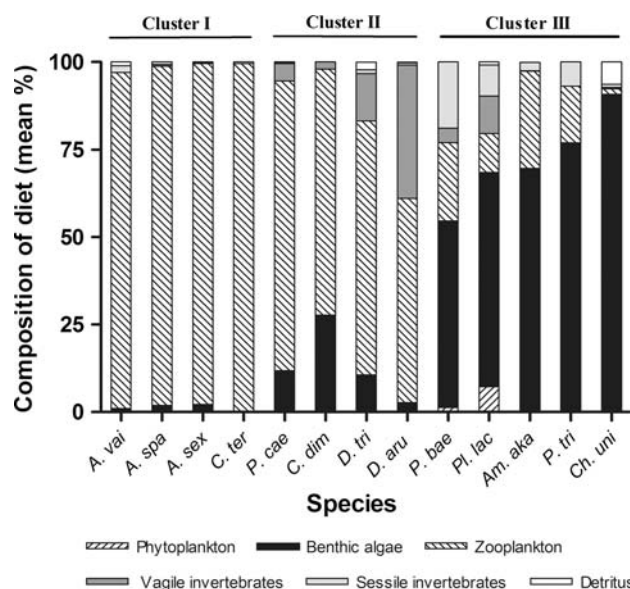 Cluster I Cluster II Cluster III
Composition of diet (mean %)
100
75
50
25
0
A. vai A. spa A. sex C. ter P. cae C. dim D. tri D. aru P. bae Pl. lac Am. aka P. tri Ch. uni
Species
Phytoplankton Benthic algae Zooplankton
Vagile invertebrates Sessile invertebrates Detritus